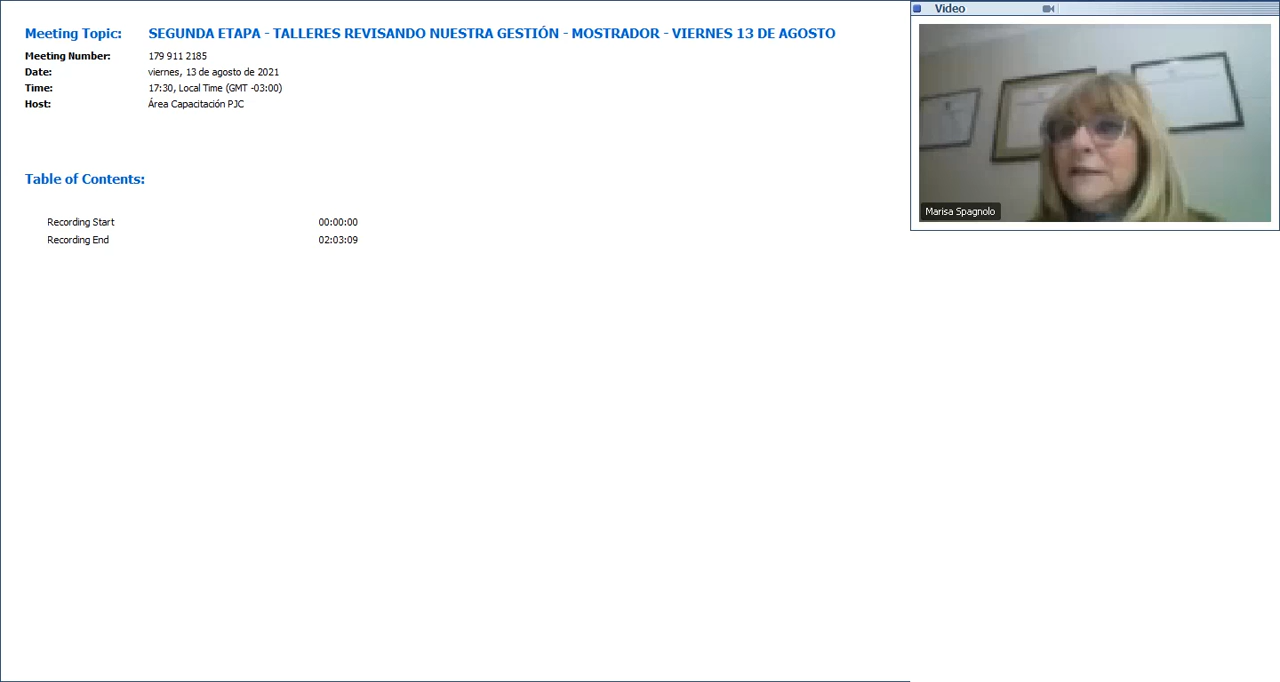 Meeting Topic: SEGUNDA ETAPA - TALLERES REVISANDO NUESTRA GESTIÓN - MOSTRADOR - VIERNES 13 DE AGOSTO
Meeting Number: 179 911 2185
Date: viernes, 13 de agosto de 2021
Time: 17:30, Local Time (GMT -03:00)
Host: Área Capacitación PJC
Table of Contents:
Recording Start 00:00:00
Recording End 02:03:09
Video
Marisa Spagnolo